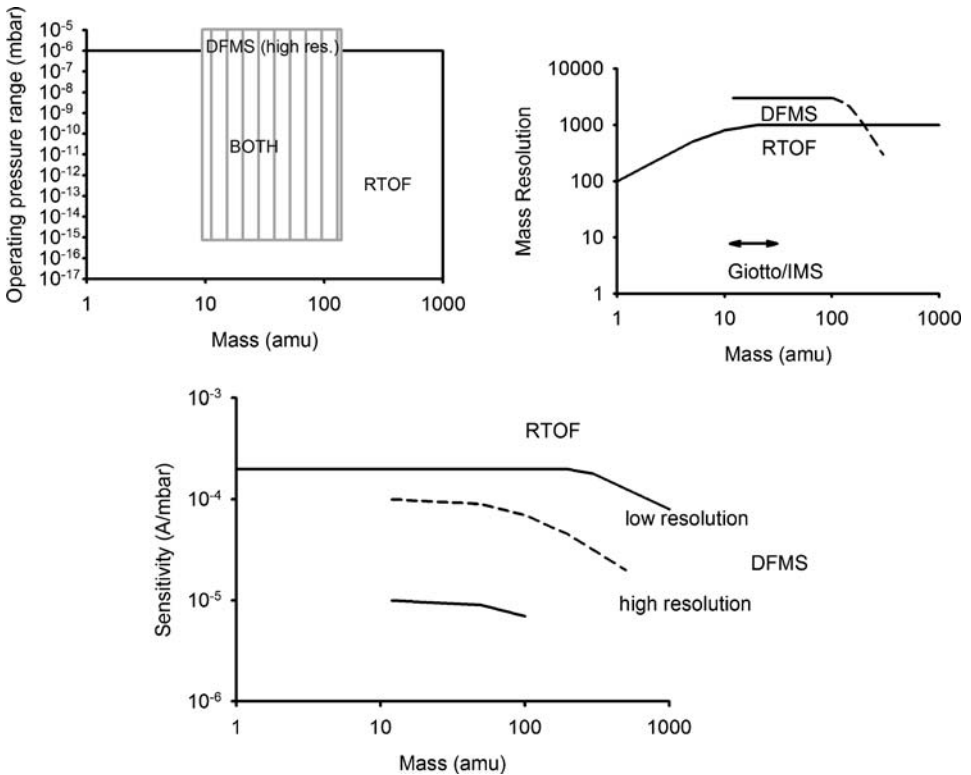 Operating pressure range (mbar)
10⁻⁵
10⁻⁶
10⁻⁷
10⁻⁸
10⁻⁹
10⁻¹⁰
10⁻¹¹
10⁻¹²
10⁻¹³
10⁻¹⁴
10⁻¹⁵
10⁻¹⁶
10⁻¹⁷
DFMS (high res.)
BOTH
RTOF
1 10 100 1000
Mass (amu)
Mass Resolution
10000
1000
100
10
1
DFMS
RTOF
Giotto/IMS
1 10 100 1000
Mass (amu)
Sensitivity (A/mbar)
10⁻³
10⁻⁴
10⁻⁵
10⁻⁶
RTOF
low resolution
DFMS
high resolution
1 10 100 1000
Mass (amu)